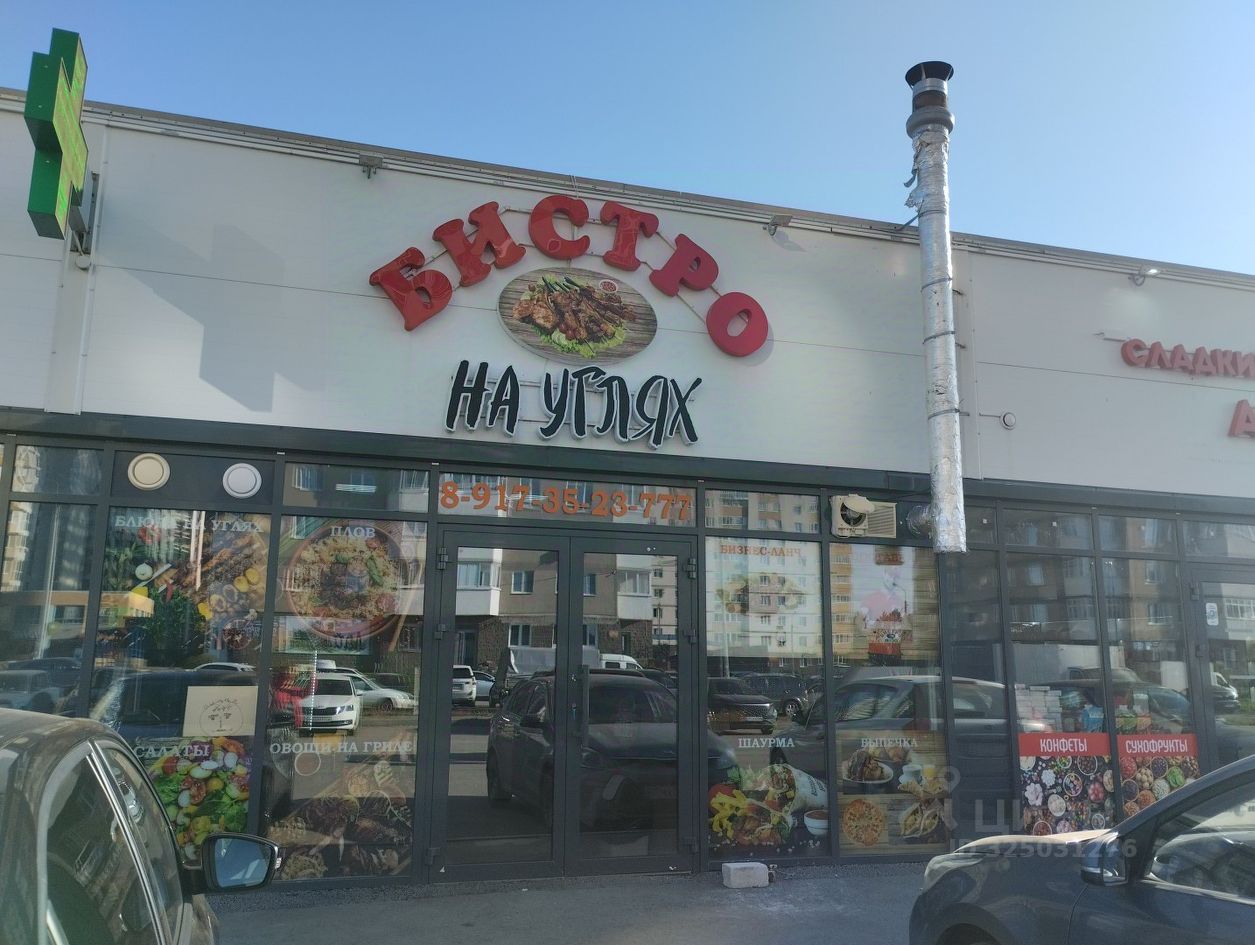 БИСТРО
НА УГЛЯХ
СЛАДКИ
А
8-917-35-23-777
БЛЮДА НА УГЛЯХ
ПЛОВ
БИЗНЕС-ЛАНЧ
САЛАТЫ
ОВОЩИ НА ГРИЛЕ
ШАУРМА
ВЫПЕЧКА
КОНФЕТЫ
СУХОФРУКТЫ